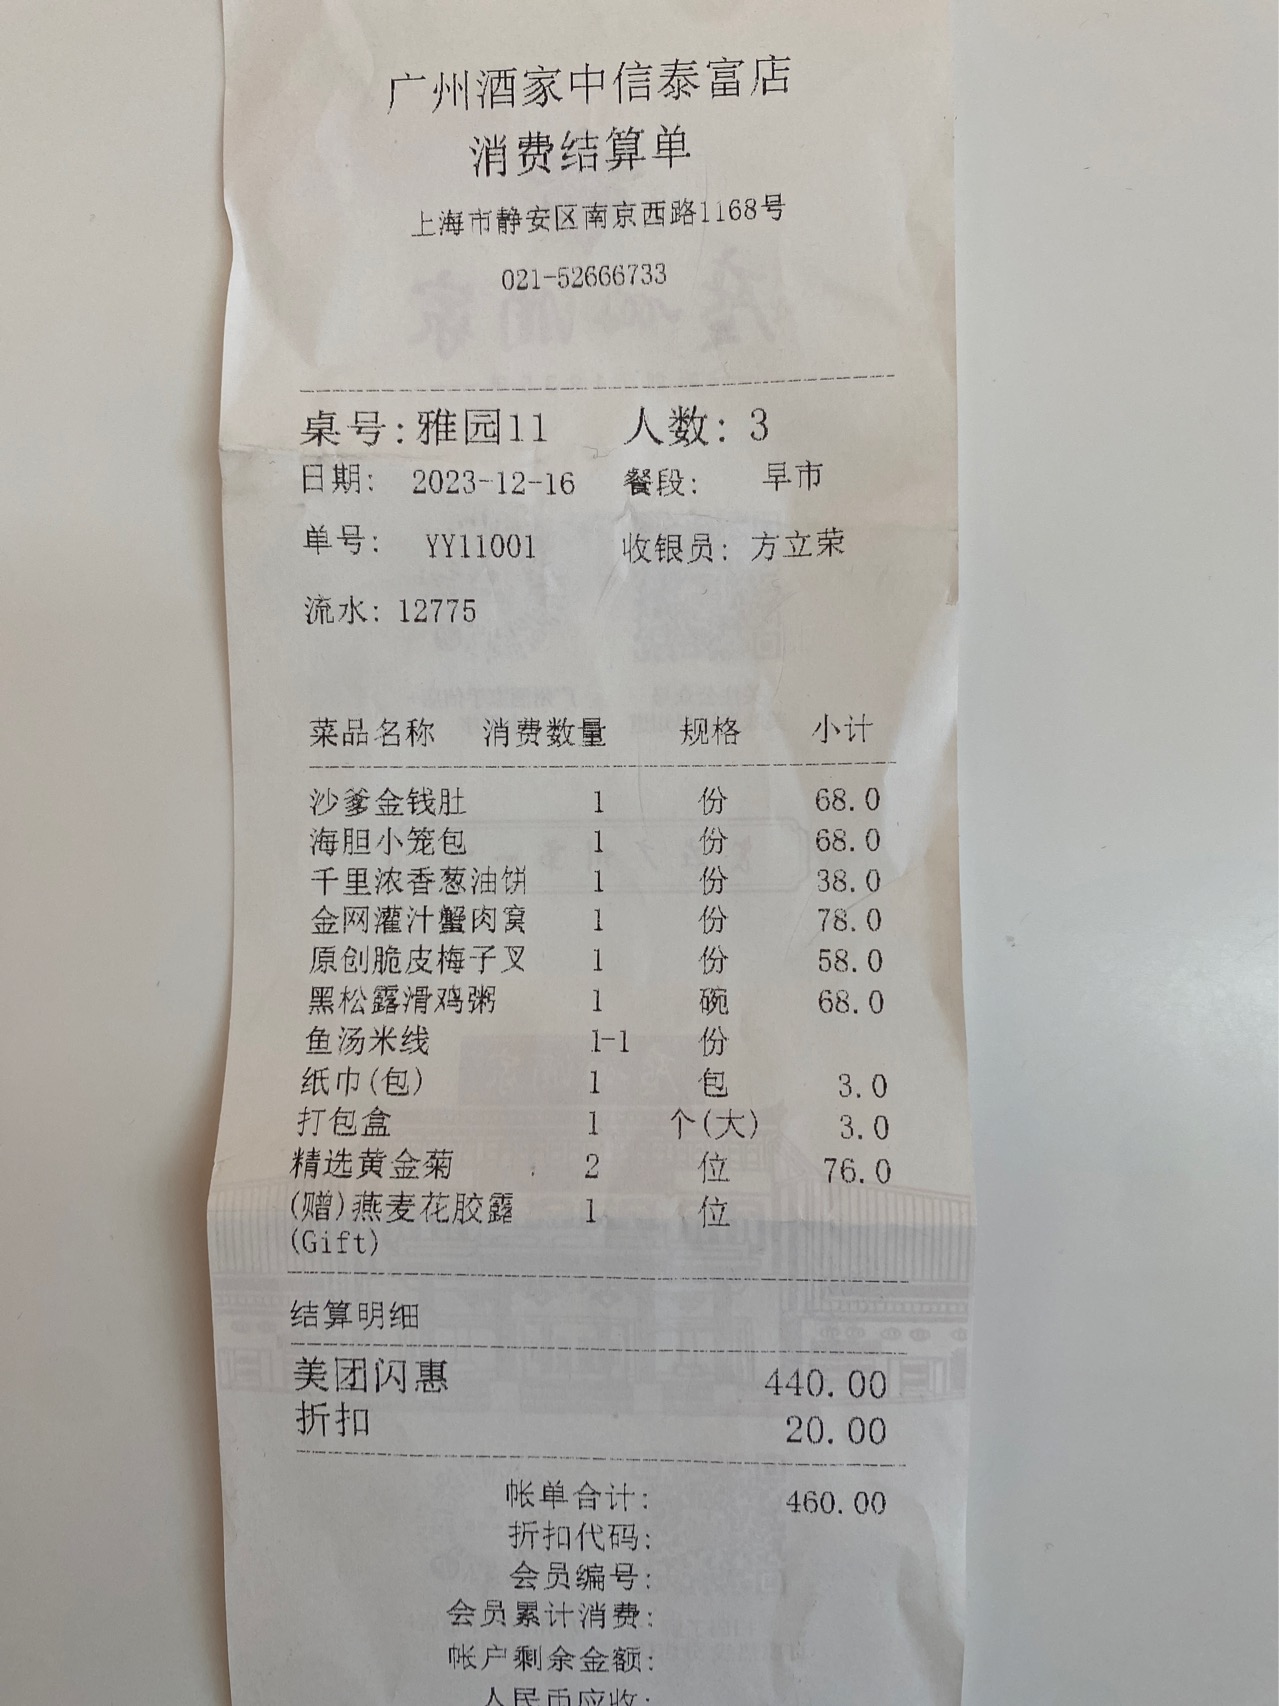 广州酒家中信泰富店
消费结算单
上海市静安区南京西路1168号
021-52666733
桌号:雅园11 人数: 3
日期: 2023-12-16 餐段: 早市
单号: YY11001 收银员: 方立荣
流水: 12775
菜品名称 消费数量 规格 小计
沙爹金钱肚 1 份 68.0
海胆小笼包 1 份 68.0
千里浓香葱油饼 1 份 38.0
金网灌汁蟹肉窝 1 份 78.0
原创脆皮梅子叉 1 份 58.0
黑松露滑鸡粥 1 碗 68.0
鱼汤米线 1-1 份
纸巾(包) 1 包 3.0
打包盒 1 个(大) 3.0
精选黄金菊 2 位 76.0
(赠)燕麦花胶露 1 位
(Gift)
结算明细
美团闪惠 440.00
折扣 20.00
帐单合计: 460.00
折扣代码:
会员编号:
会员累计消费:
帐户剩余金额:
人民币应收: